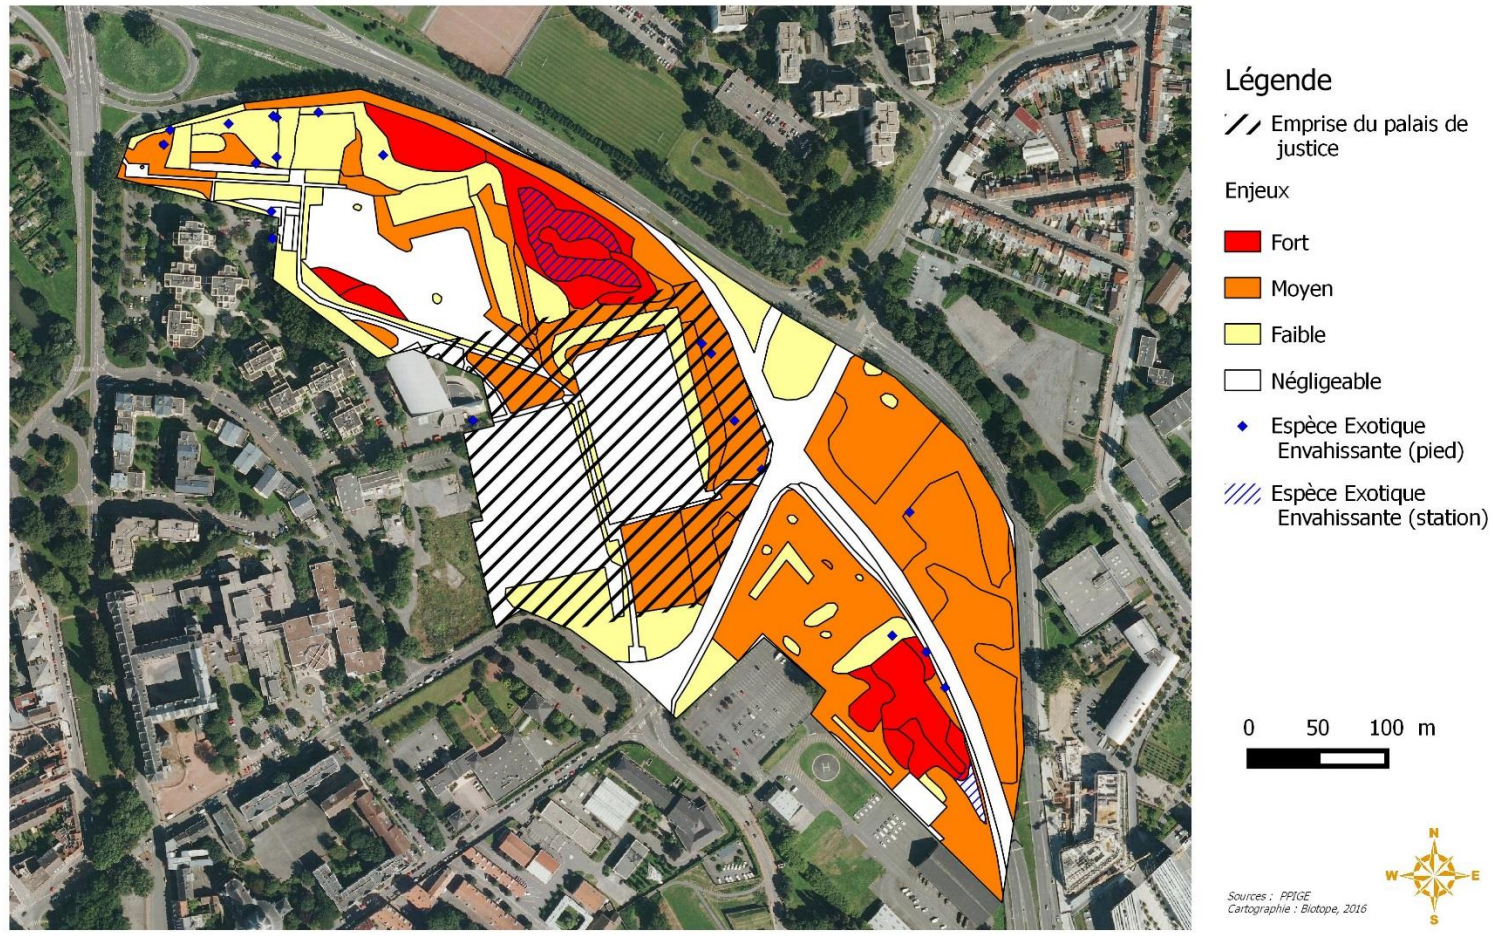 Légende
Emprise du palais de
justice
Enjeux
Fort
Moyen
Faible
Négligeable
Espèce Exotique
Envahissante (pied)
Espèce Exotique
Envahissante (station)
0 50 100 m
N
W E
S
Sources : PPIGE
Cartographie : Biotope, 2016
H